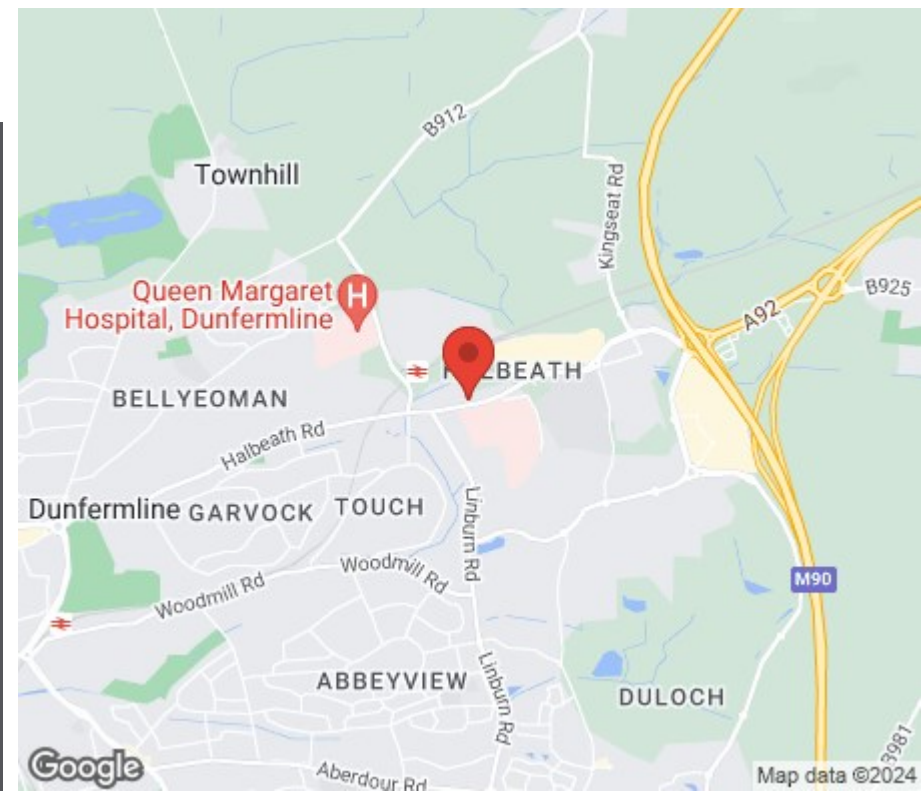 B912
Townhill
Kingseat Rd
Queen Margaret
Hospital, Dunfermline
H
B925
A92
BELLYEOMAN
Halbeath Rd
Dunfermline
GARVOCK
TOUCH
Linburn Rd
Woodmill Rd
Woodmill Rd
M90
ABBEYVIEW
Linburn Rd
DULOCH
Aberdour Rd
Google
Map data ©2024